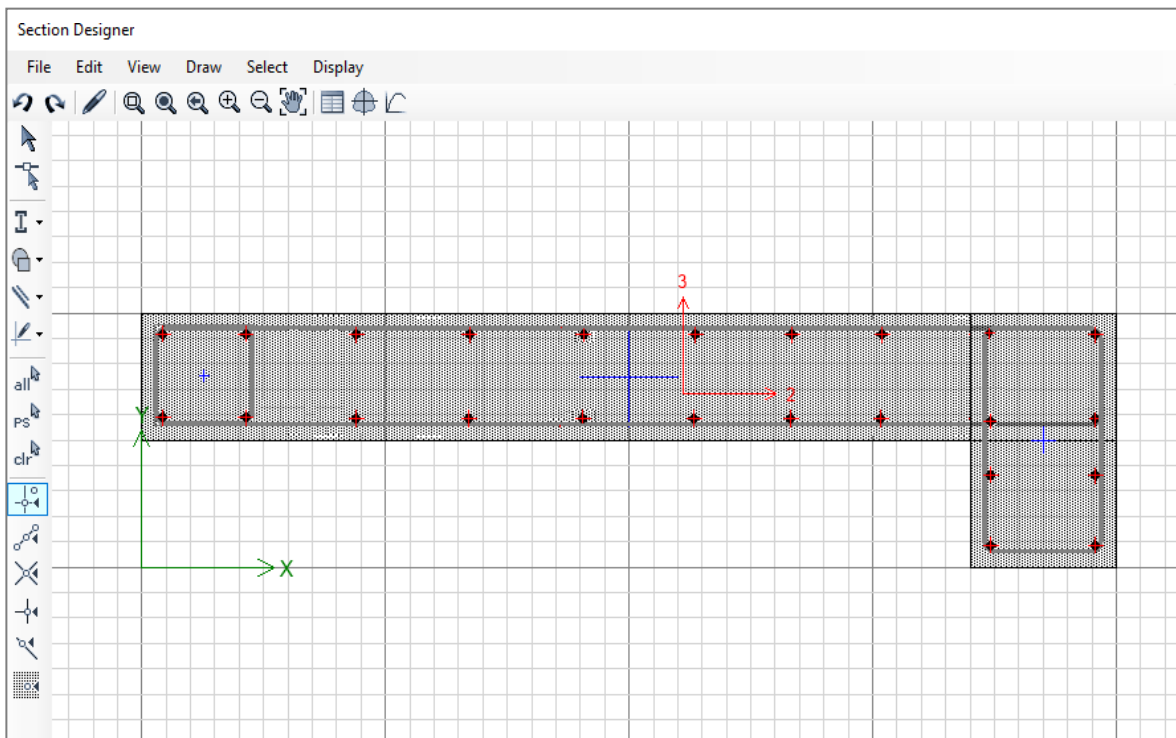 Section Designer
File Edit View Draw Select Display
3
all
2
PS
Y
clr
X